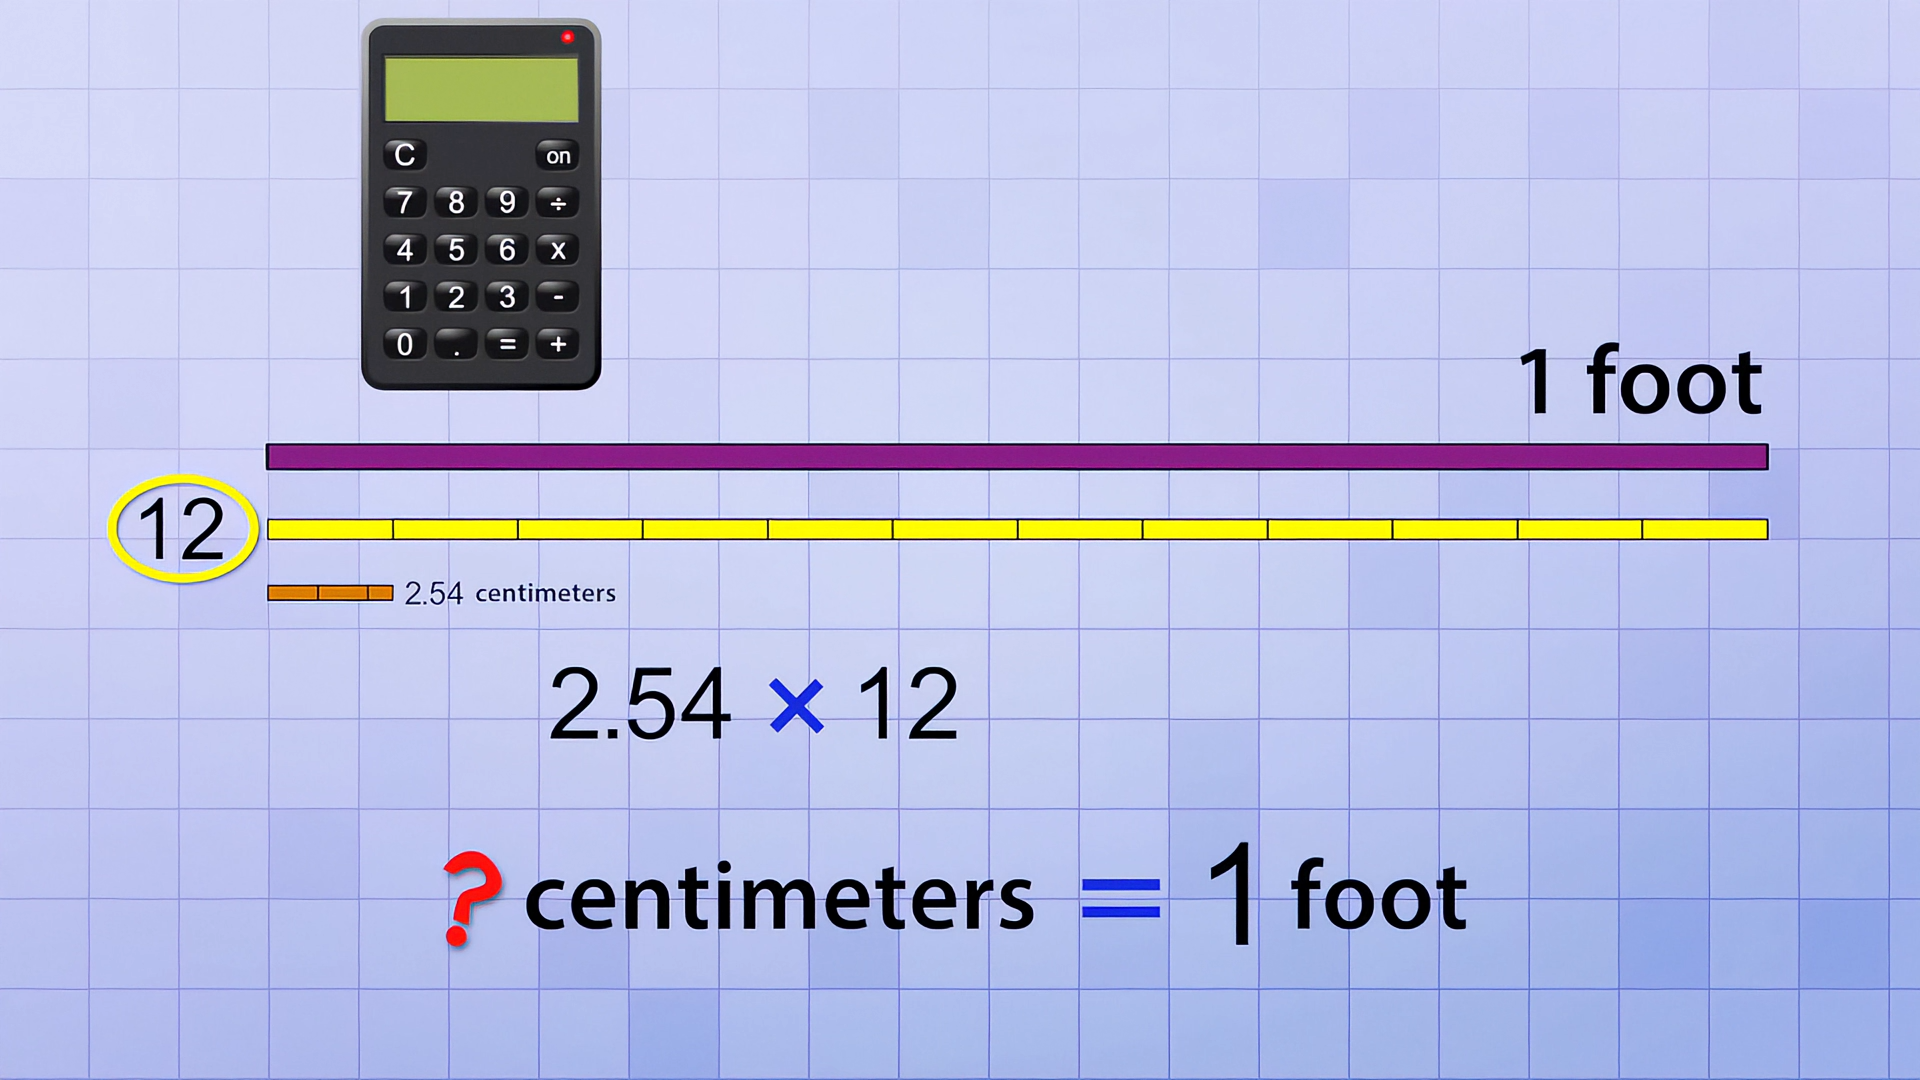 C on
7 8 9 ÷
4 5 6 x
1 2 3 -
0 . = +
1 foot
12
2.54 centimeters
2.54 × 12
? centimeters = 1 foot